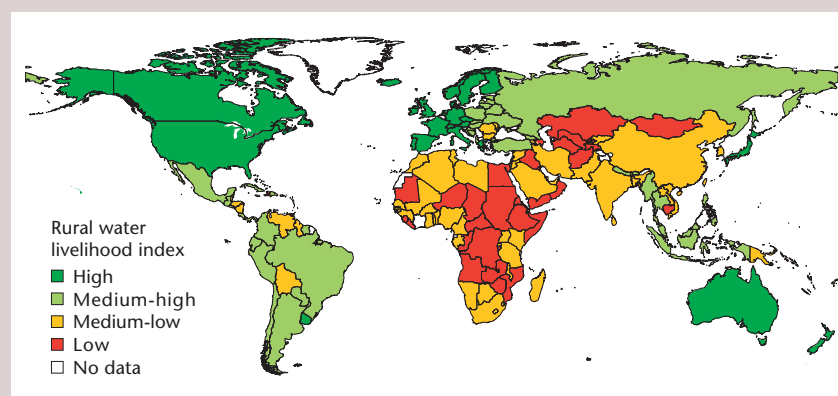 Rural water
livelihood index
High
Medium-high
Medium-low
Low
No data